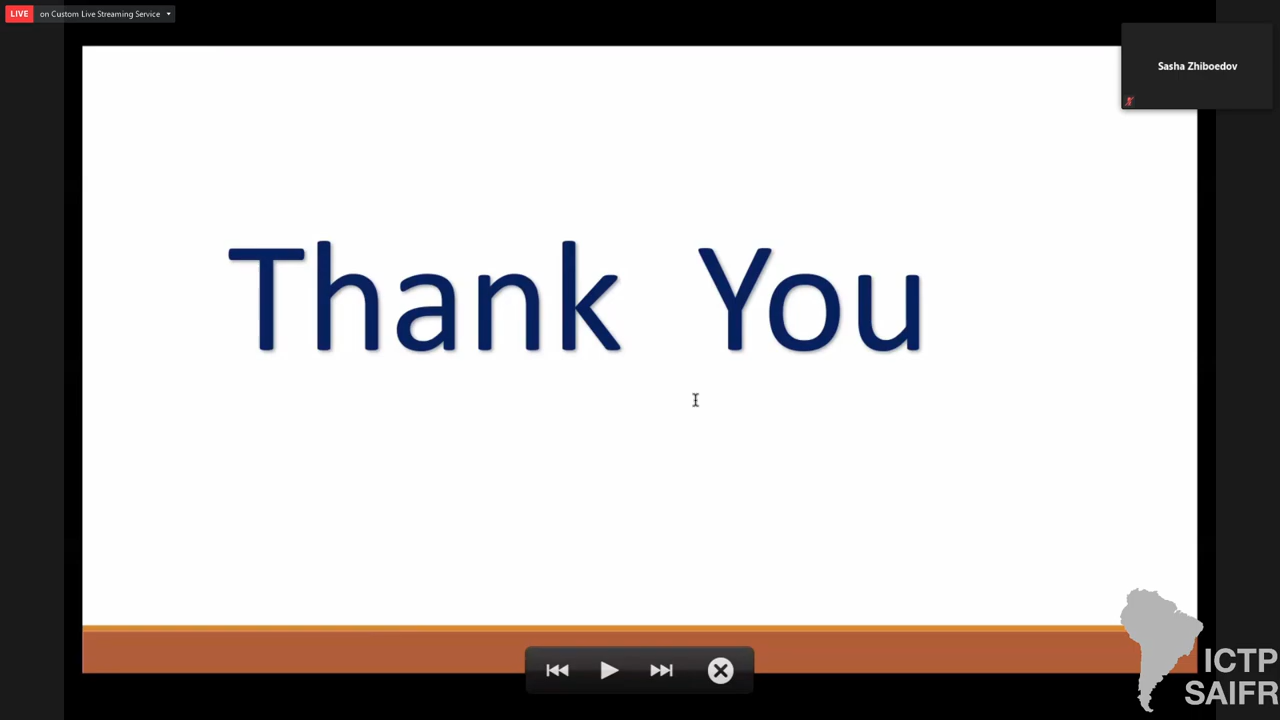 LIVE on Custom Live Streaming Service
Sasha Zhiboedov
Thank You
ICTP
SAIFR